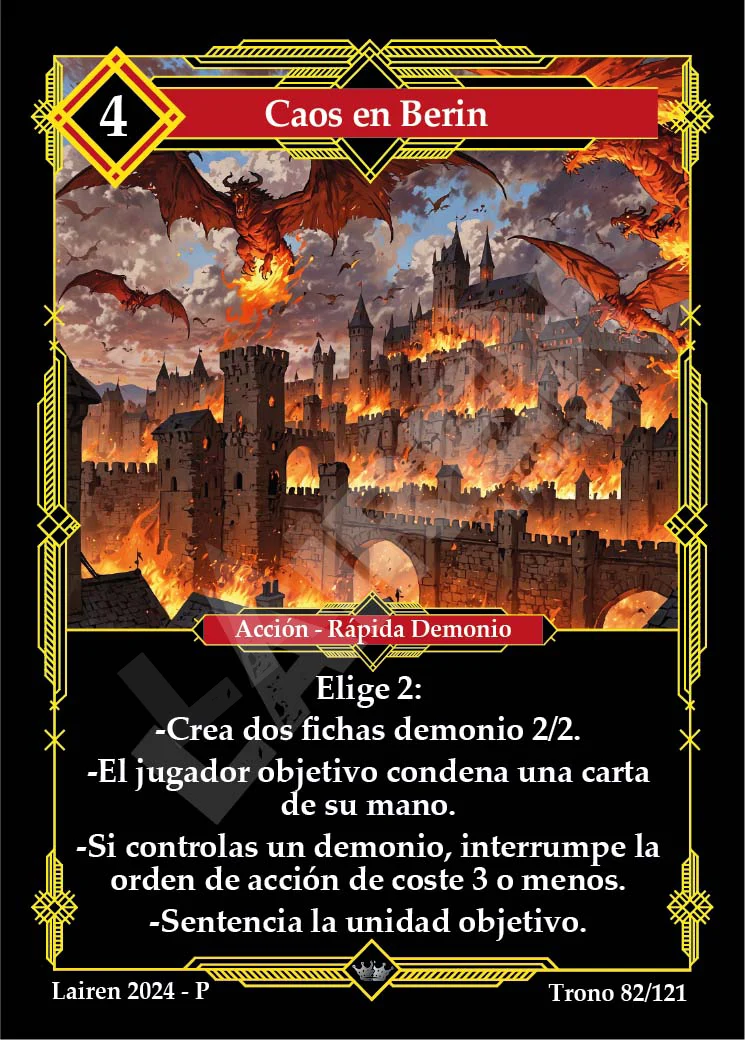 4
Caos en Berin
Acción - Rápida Demonio
Elige 2:
-Crea dos fichas demonio 2/2.
-El jugador objetivo condena una carta
de su mano.
-Si controlas un demonio, interrumpe la
orden de acción de coste 3 o menos.
-Sentencia la unidad objetivo.
Lairen 2024 - P
Trono 82/121